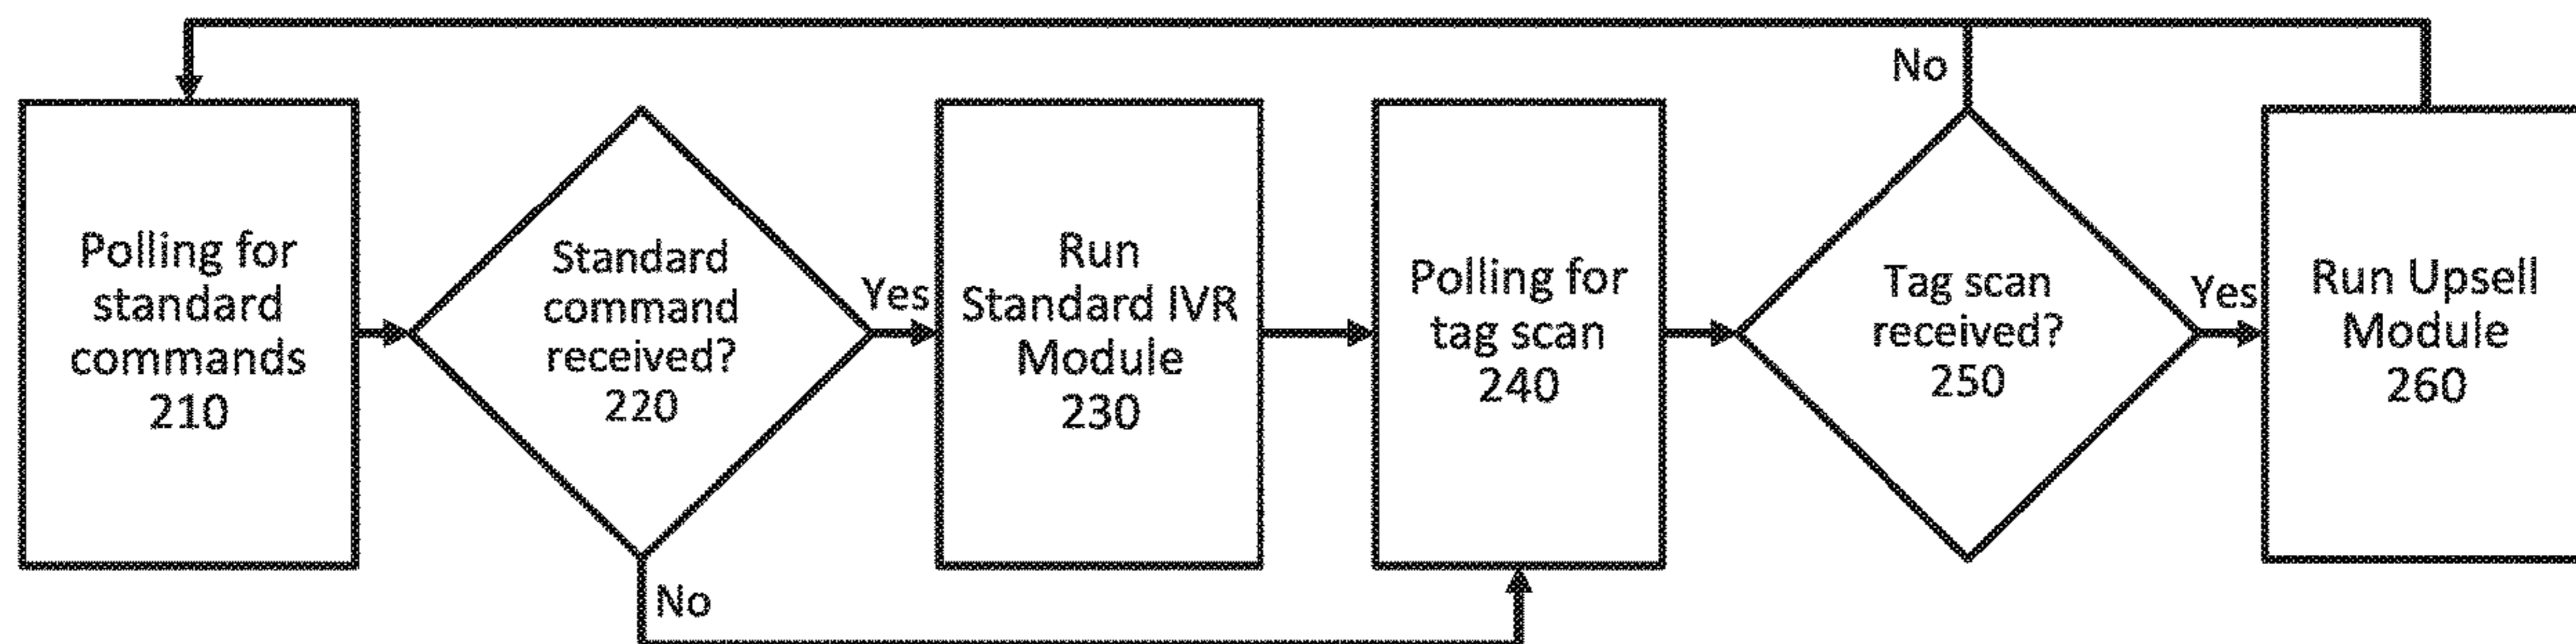 Polling for
standard
commands
210
Standard
command
received?
220
Yes
No
Run
Standard IVR
Module
230
Polling for
tag scan
240
Tag scan
received?
250
No
Yes
Run Upsell
Module
260